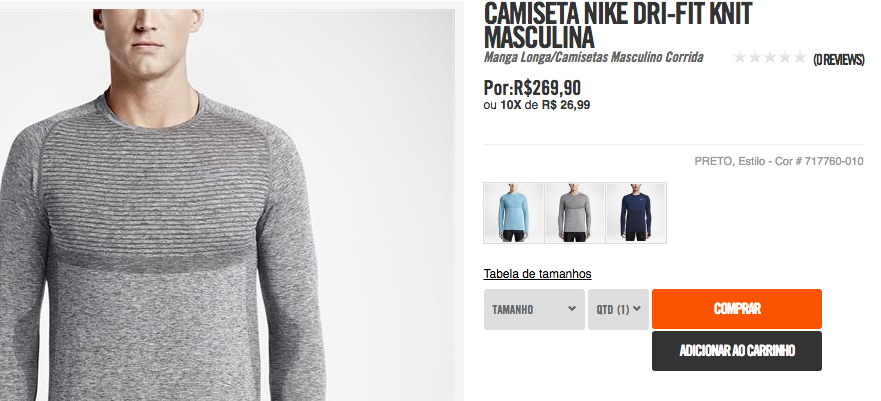 CAMISETA NIKE DRI-FIT KNIT
MASCULINA
Manga Longa/Camisetas Masculino Corrida
(0 REVIEWS)
Por:R$269,90
ou 10X de R$ 26,99
PRETO, Estilo - Cor # 717760-010
Tabela de tamanhos
TAMANHO
QTD (1)
COMPRAR
ADICIONAR AO CARRINHO